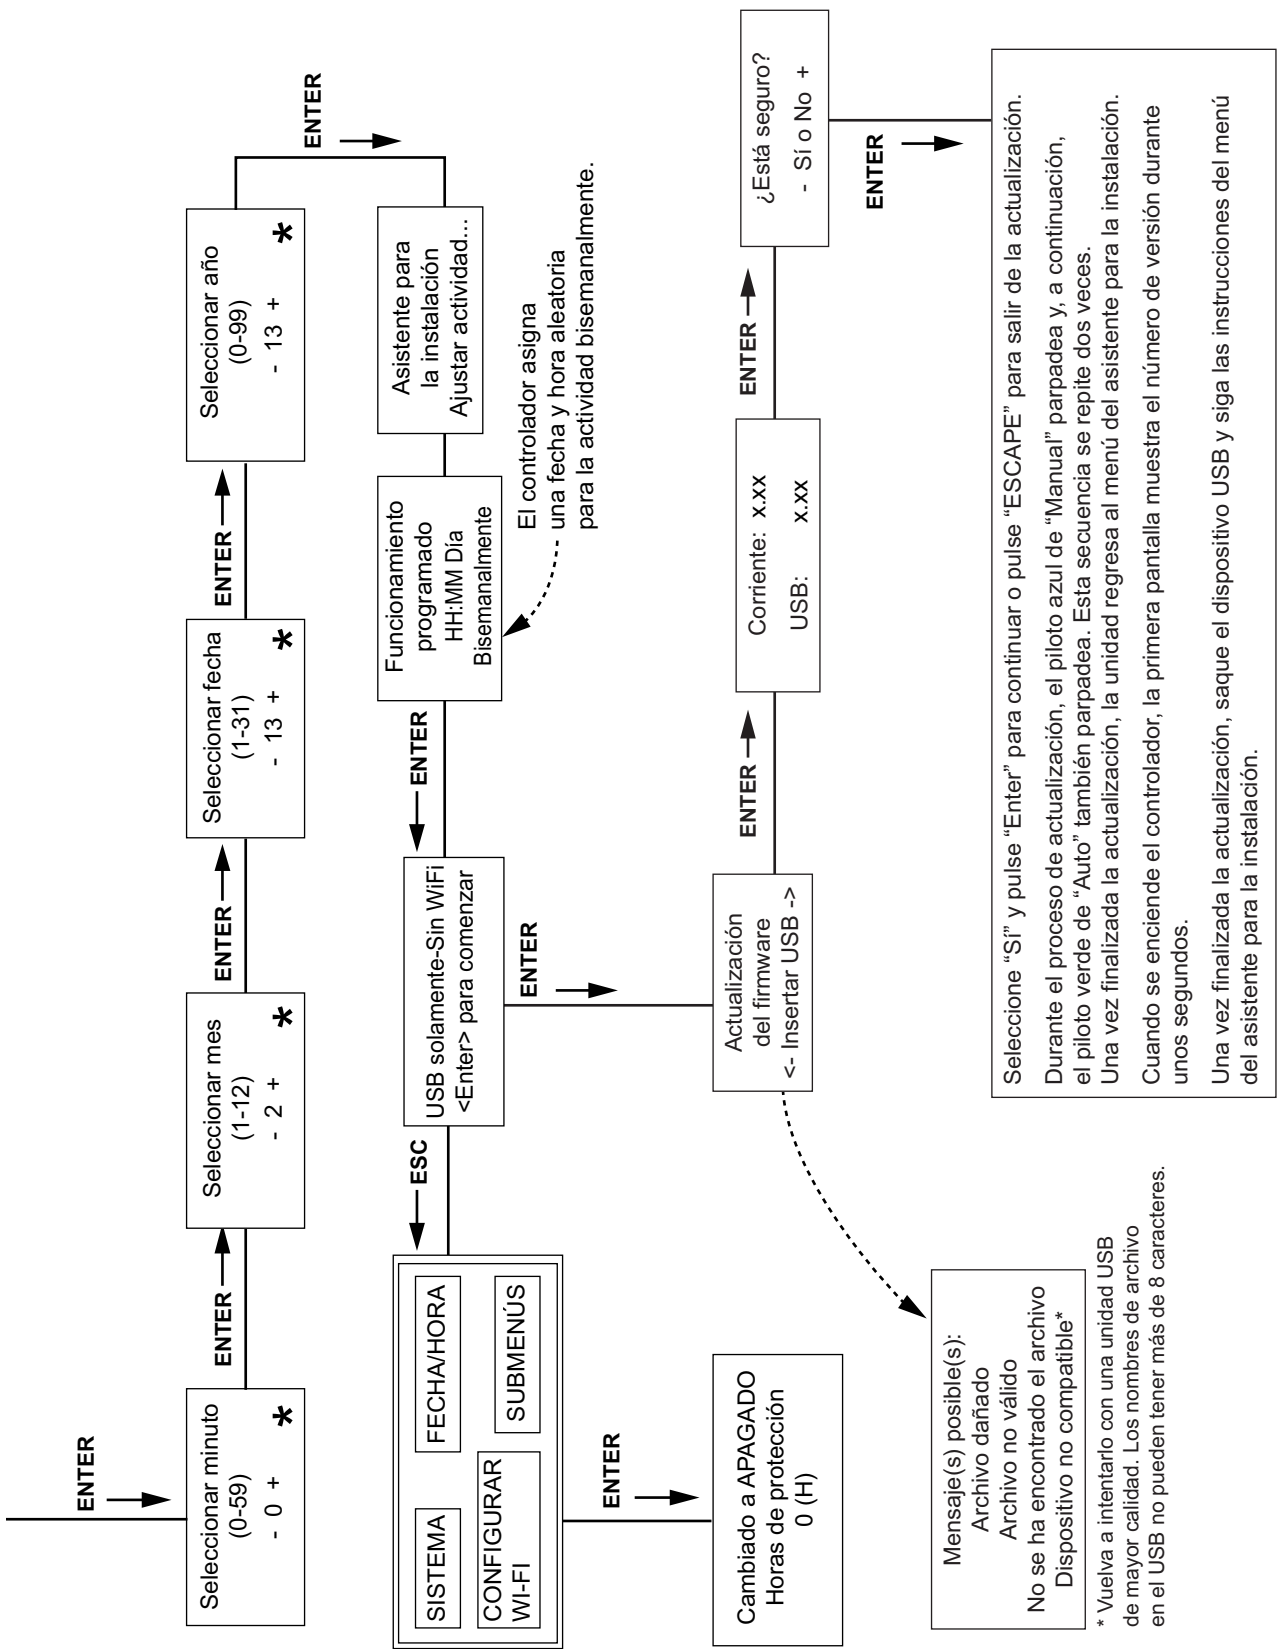 ENTER
Seleccionar minuto
(0-59)
- 0 +
*
ENTER
Seleccionar mes
(1-12)
- 2 +
*
ENTER
Seleccionar fecha
(1-31)
- 13 +
*
ENTER
Seleccionar año
(0-99)
- 13 +
*
ENTER
Asistente para
la instalación
Ajustar actividad...
Funcionamiento
programado
HH:MM Día
Bisemanalmente
El controlador asigna
una fecha y hora aleatoria
para la actividad bisemanalmente.
ENTER
USB solamente-Sin WiFi
<Enter> para comenzar
ESC
SISTEMA
FECHA/HORA
CONFIGURAR
WI-FI
SUBMENÚS
ENTER
Cambiado a APAGADO
Horas de protección
0 (H)
ENTER
Actualización
del firmware
<- Insertar USB ->
ENTER
Corriente: x.xx
USB: x.xx
ENTER
¿Está seguro?
- Sí o No +
ENTER
Mensaje(s) posible(s):
Archivo dañado
Archivo no válido
No se ha encontrado el archivo
Dispositivo no compatible*
* Vuelva a intentarlo con una unidad USB
de mayor calidad. Los nombres de archivo
en el USB no pueden tener más de 8 caracteres.
Seleccione “Sí” y pulse “Enter” para continuar o pulse “ESCAPE” para salir de la actualización.
Durante el proceso de actualización, el piloto azul de “Manual” parpadea y, a continuación,
el piloto verde de “Auto” también parpadea. Esta secuencia se repite dos veces.
Una vez finalizada la actualización, la unidad regresa al menú del asistente para la instalación.
Cuando se enciende el controlador, la primera pantalla muestra el número de versión durante
unos segundos.
Una vez finalizada la actualización, saque el dispositivo USB y siga las instrucciones del menú
del asistente para la instalación.